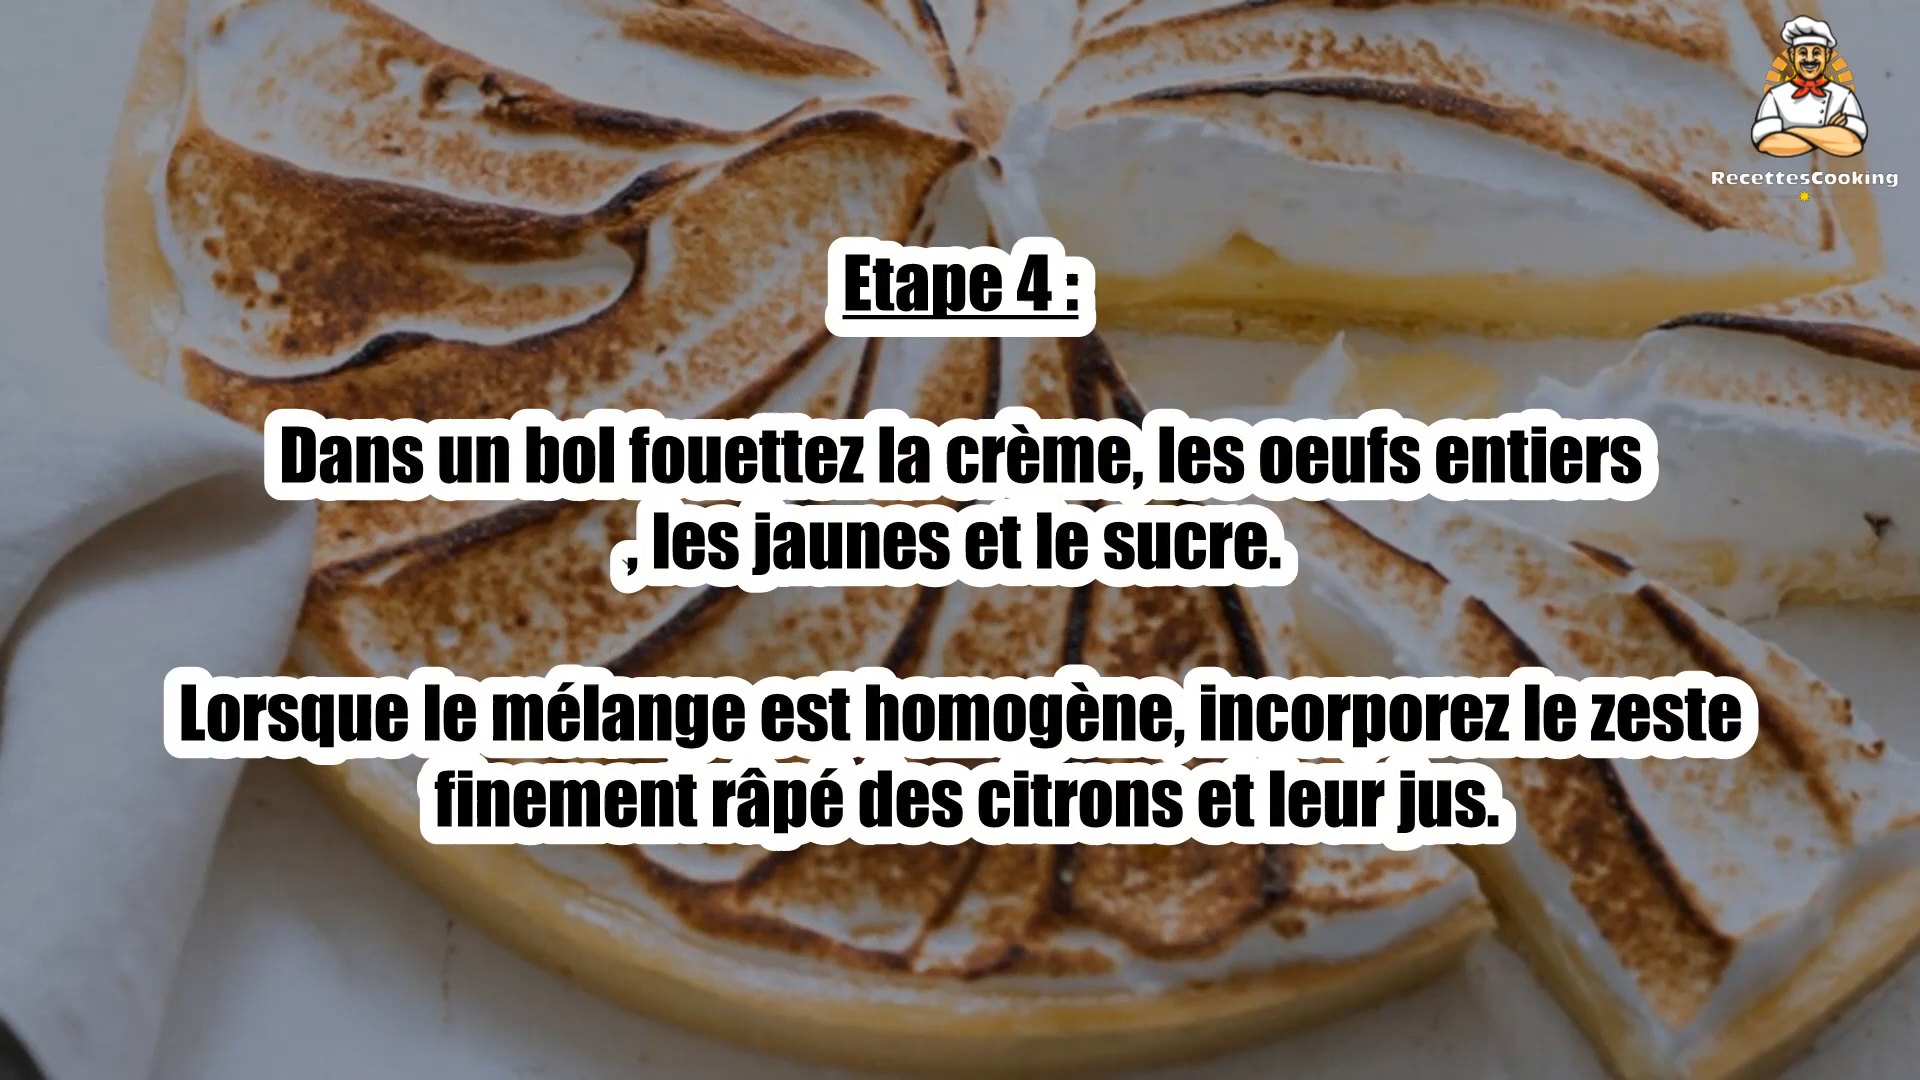 RecettesCooking
Etape 4 :
Dans un bol fouettez la crème, les oeufs entiers
, les jaunes et le sucre.
Lorsque le mélange est homogène, incorporez le zeste
finement râpé des citrons et leur jus.